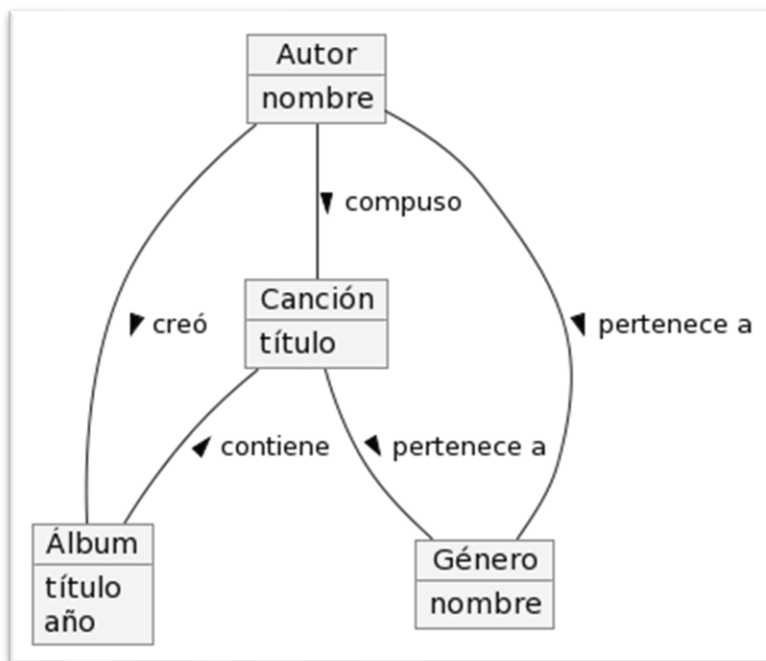 Autor
nombre
compuso
Canción
título
creó
pertenece a
contiene
pertenece a
Álbum
título
año
Género
nombre